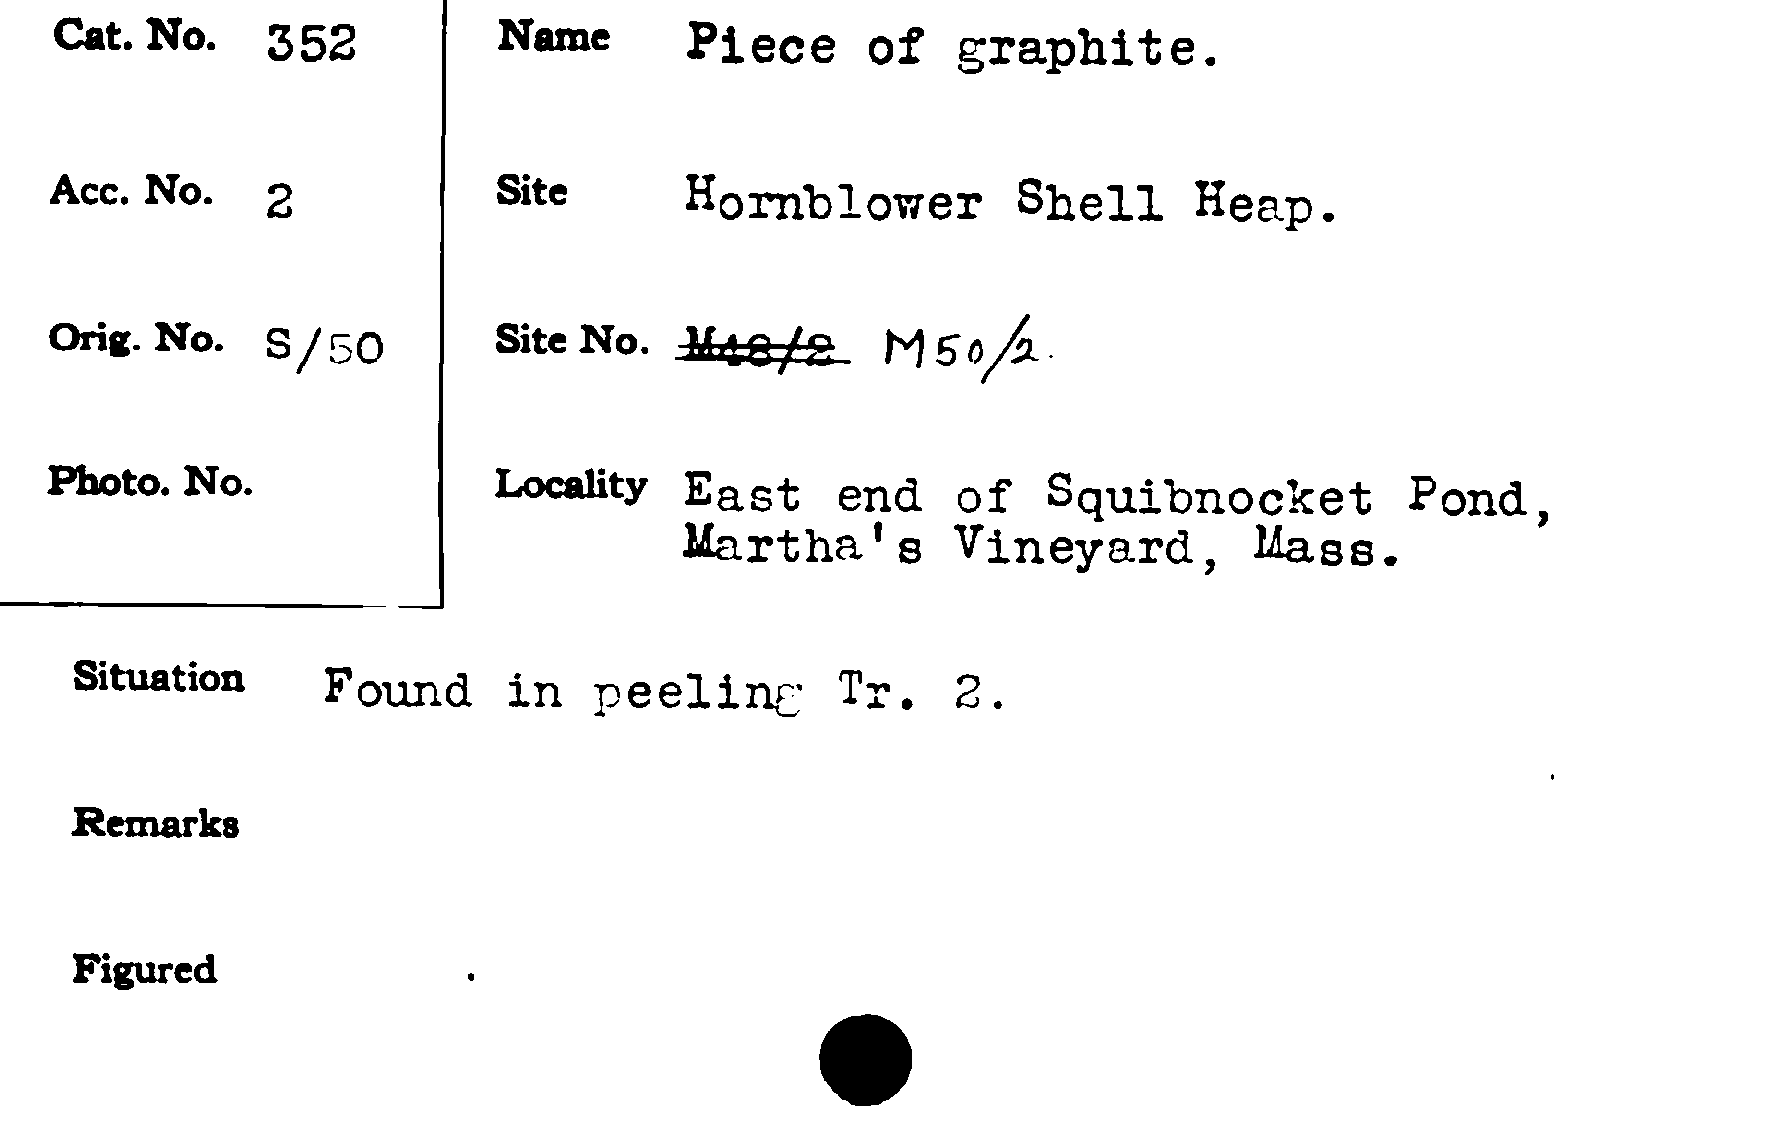 Cat. No. 352
Name Piece of graphite.
Acc. No. 2
Site Hornblower Shell Heap.
Orig. No. S/50
Site No. M48/2 M50/2.
Photo. No.
Locality East end of Squibnocket Pond,
Martha's Vineyard, Mass.
Situation Found in peeling Tr. 2.
Remarks
Figured